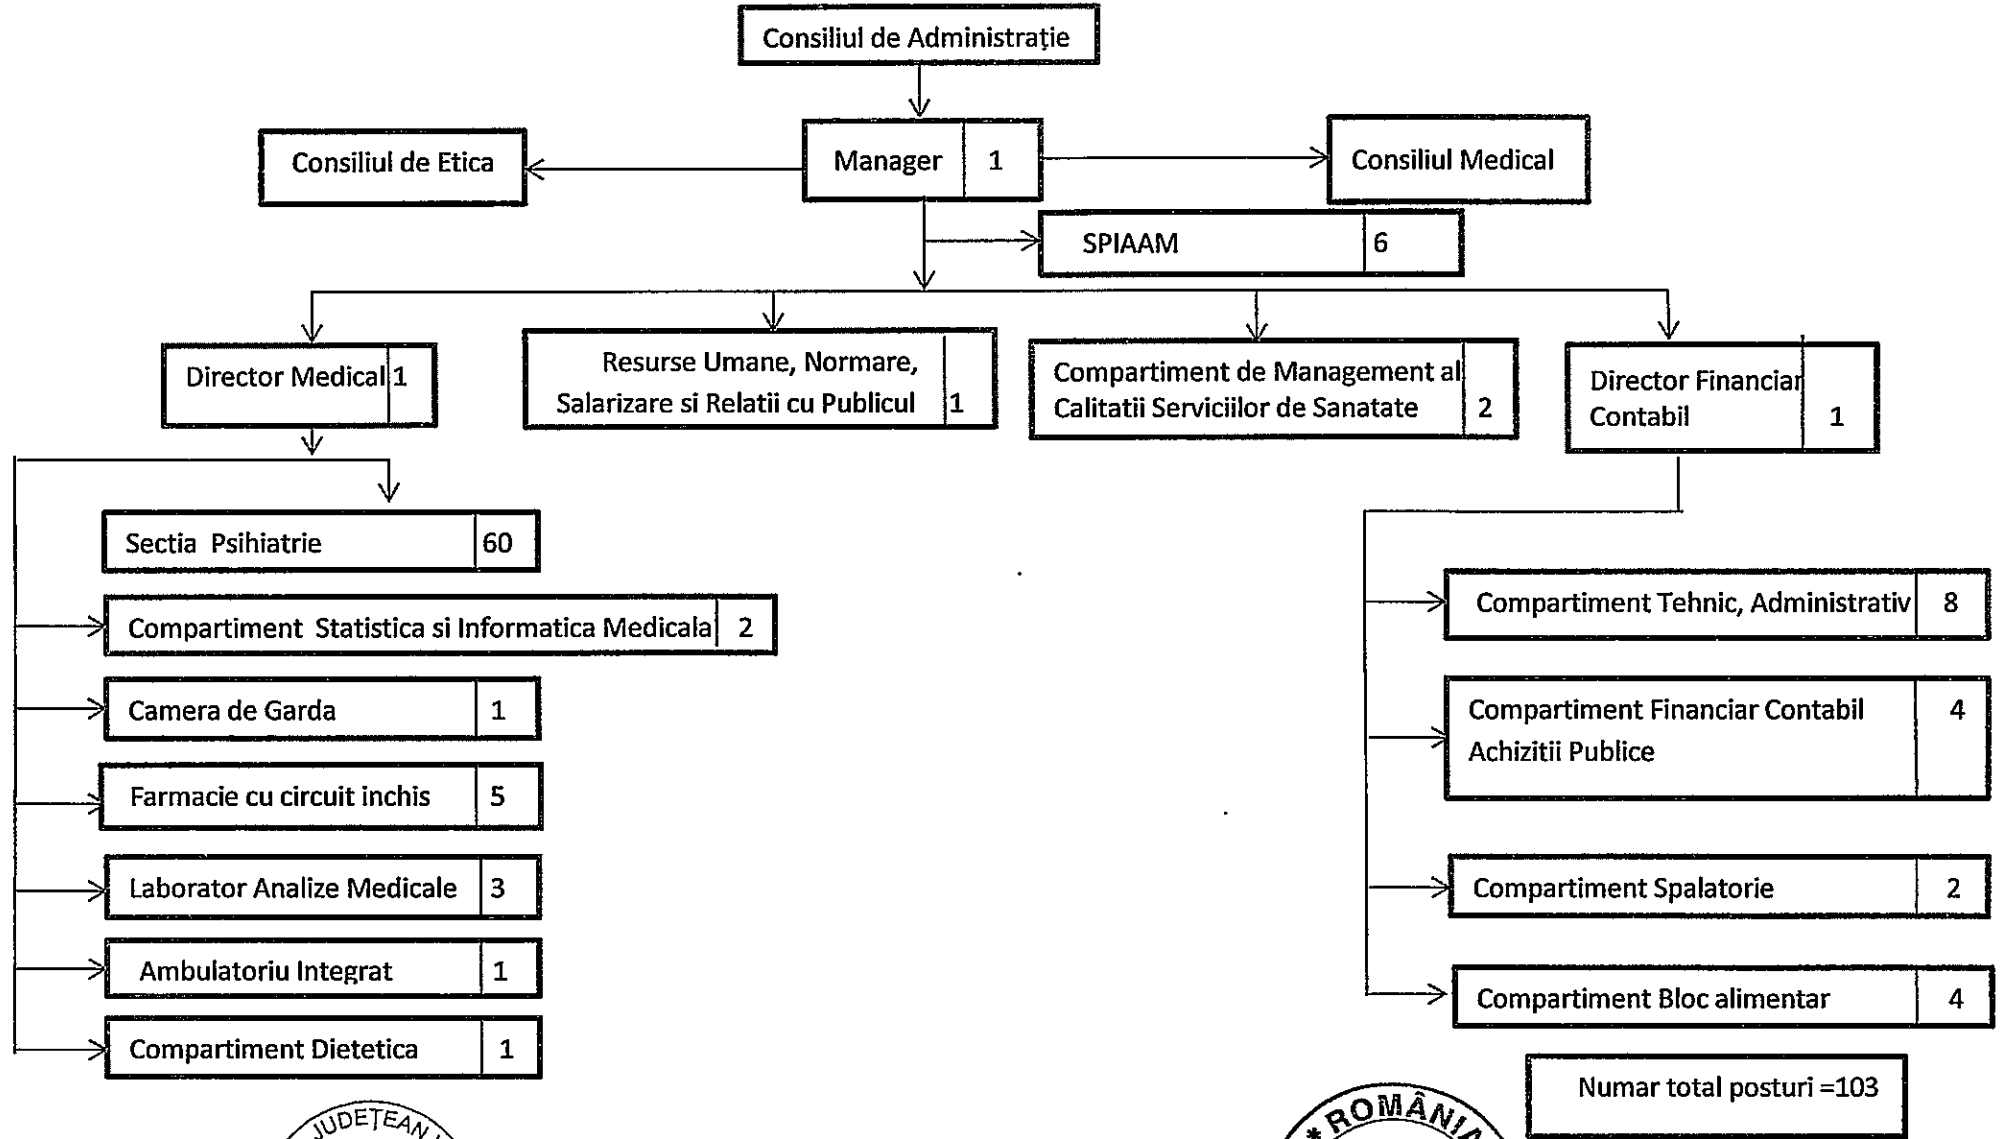 Consiliul de Administrație
Consiliul de Etica
Manager 1
Consiliul Medical
SPIAAM 6
Director Medical 1
Resurse Umane, Normare,
Salarizare si Relatii cu Publicul 1
Compartiment de Management al
Calitatii Serviciilor de Sanatate 2
Director Financiar
Contabil 1
Sectia Psihiatrie 60
Compartiment Statistica si Informatica Medicala 2
Camera de Garda 1
Farmacie cu circuit inchis 5
Laborator Analize Medicale 3
Ambulatoriu Integrat 1
Compartiment Dietetica 1
Compartiment Tehnic, Administrativ 8
Compartiment Financiar Contabil 4
Achizitii Publice
Compartiment Spalatorie 2
Compartiment Bloc alimentar 4
Numar total posturi =103
JUDEȚEAN
* ROMÂNIA